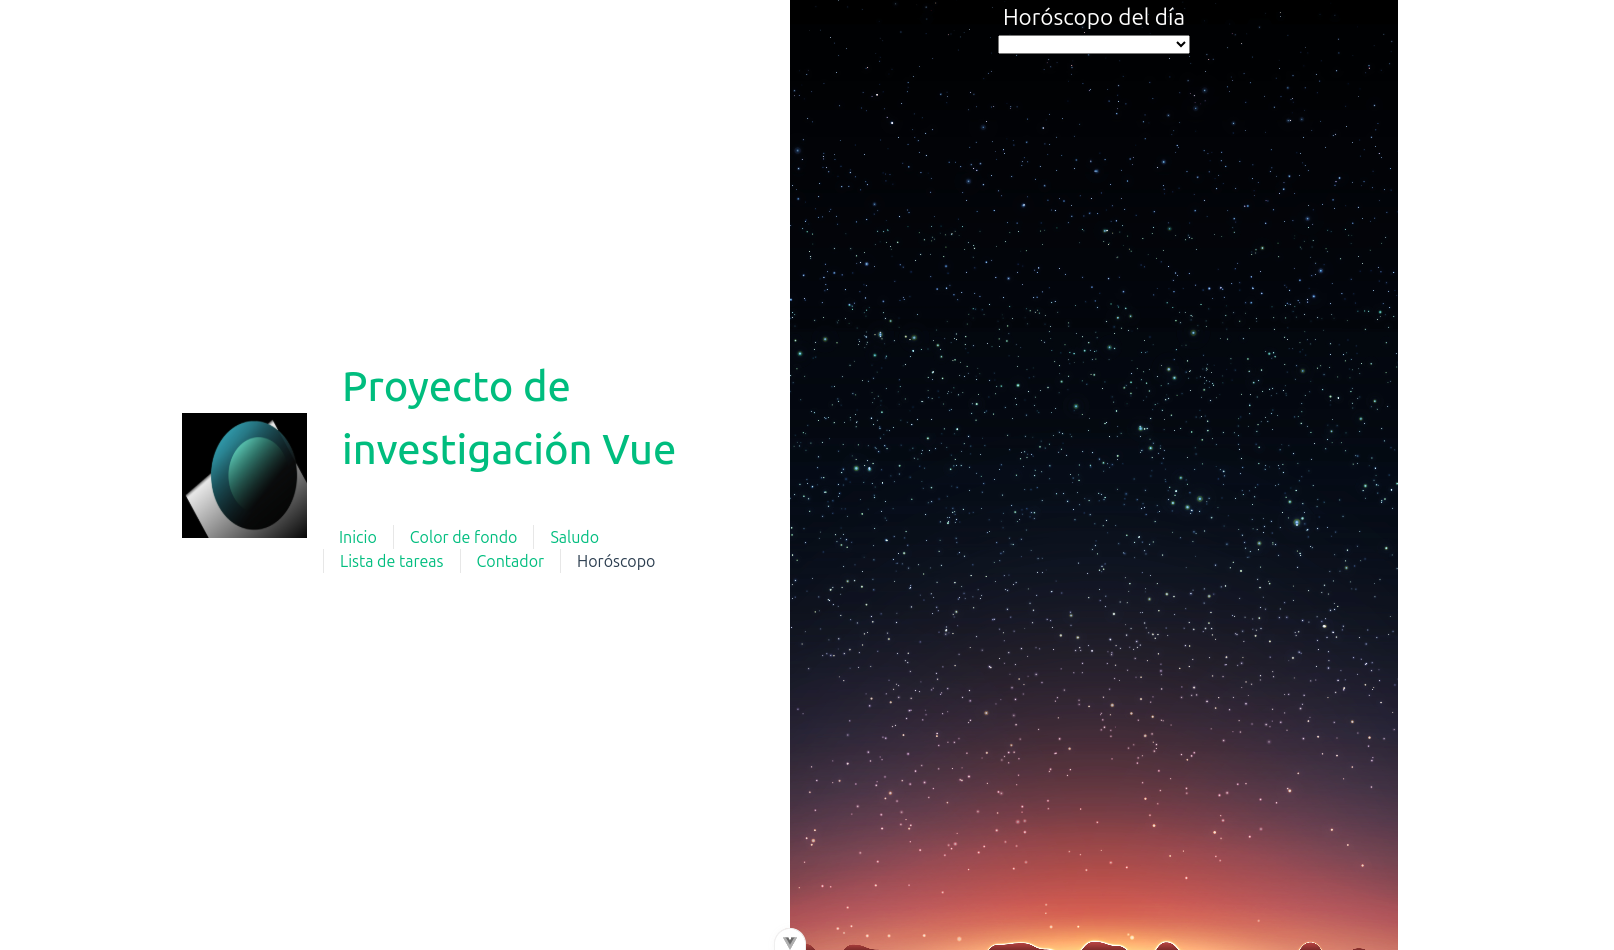 Proyecto de
investigación Vue
Inicio
Color de fondo
Saludo
Lista de tareas
Contador
Horóscopo
Horóscopo del día